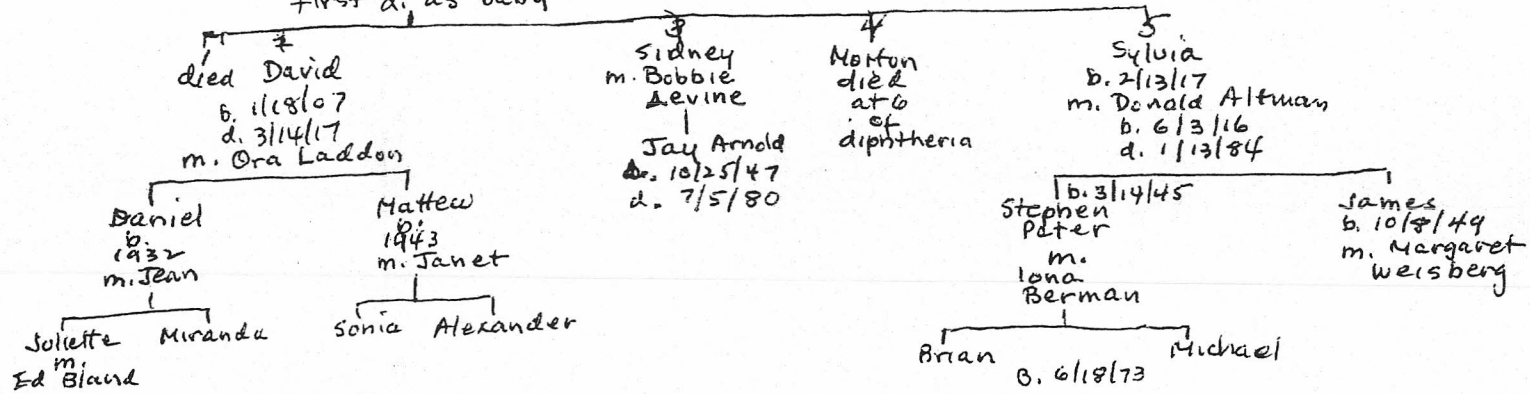 First d. as baby
1
died
2
David
b. 1/18/07
d. 3/14/17
m. Ora Laddon
3
Sidney
m. Bobbie
Levine
Jay Arnold
b. 10/25/47
d. 7/5/80
4
Morton
died
at 6
of
diphtheria
5
Sylvia
b. 2/13/17
m. Donald Altman
b. 6/3/16
d. 1/13/84
Daniel
b.
1932
m. Jean
Mattew
b.
1943
m. Janet
b. 3/14/45
Stephen
Peter
m.
Iona
Berman
James
b. 10/8/49
m. Margaret
Weisberg
Juliette
m.
Ed Bland
Miranda
Sonia
Alexander
Brian
Michael
B. 6/18/73